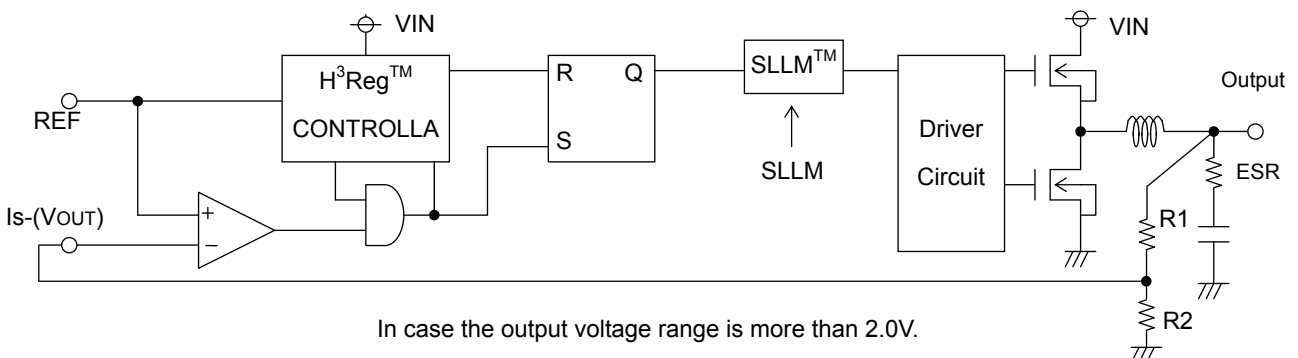 VIN
H³Reg™
CONTROLLA
REF
Is-(VOUT)
+
−
R
Q
S
SLLM™
SLLM
Driver
Circuit
VIN
Output
ESR
R1
R2
In case the output voltage range is more than 2.0V.